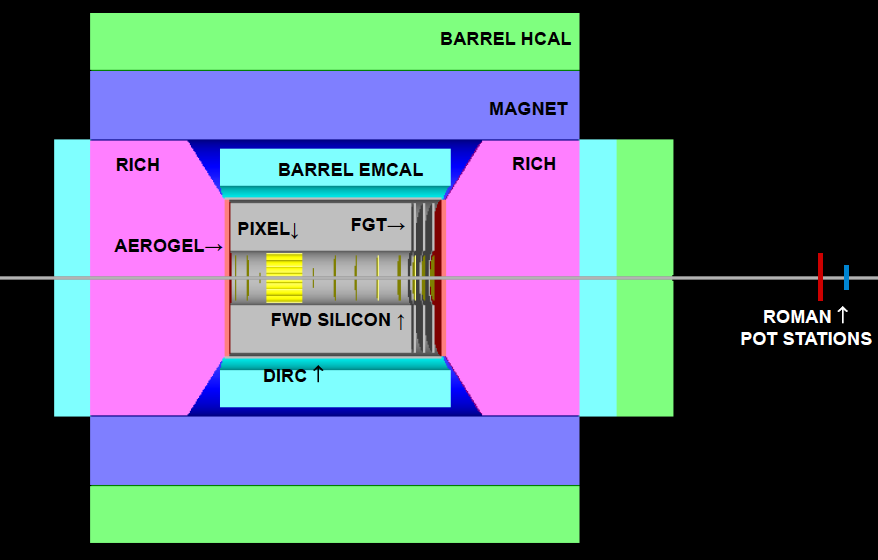 BARREL HCAL
MAGNET
RICH
BARREL EMCAL
RICH
AEROGEL→
PIXEL↓
FGT→
FWD SILICON ↑
ROMAN ↑
POT STATIONS
DIRC ↑